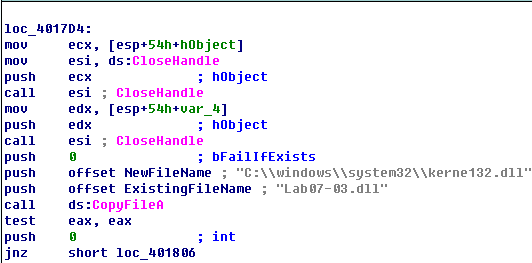 loc_4017D4:
mov     ecx, [esp+54h+hObject]
mov     esi, ds:CloseHandle
push    ecx             ; hObject
call    esi ; CloseHandle
mov     edx, [esp+54h+var_4]
push    edx             ; hObject
call    esi ; CloseHandle
push    0               ; bFailIfExists
push    offset NewFileName ; "C:\\windows\\system32\\kerne132.dll"
push    offset ExistingFileName ; "Lab07-03.dll"
call    ds:CopyFileA
test    eax, eax
push    0               ; int
jnz     short loc_401806